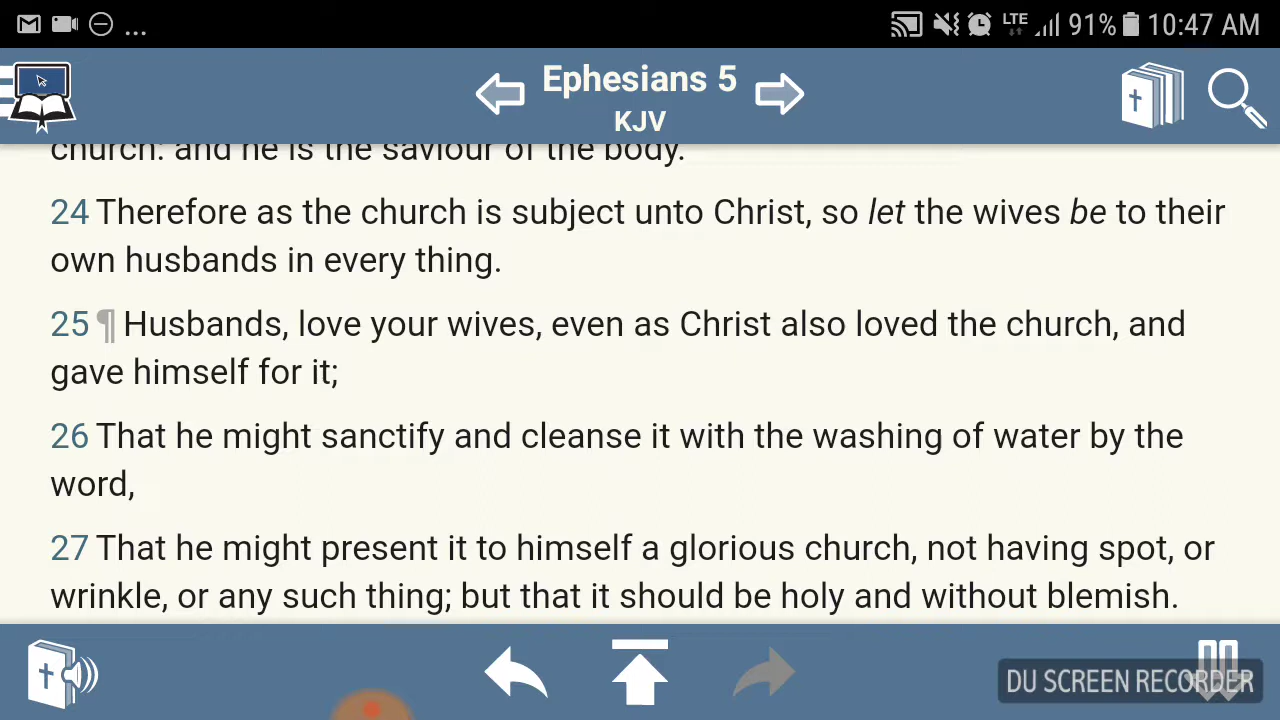 ... LTE 91% 10:47 AM
Ephesians 5
KJV
church: and he is the saviour of the body.
24 Therefore as the church is subject unto Christ, so let the wives be to their
own husbands in every thing.
25 ¶ Husbands, love your wives, even as Christ also loved the church, and
gave himself for it;
26 That he might sanctify and cleanse it with the washing of water by the
word,
27 That he might present it to himself a glorious church, not having spot, or
wrinkle, or any such thing; but that it should be holy and without blemish.
DU SCREEN RECORDER